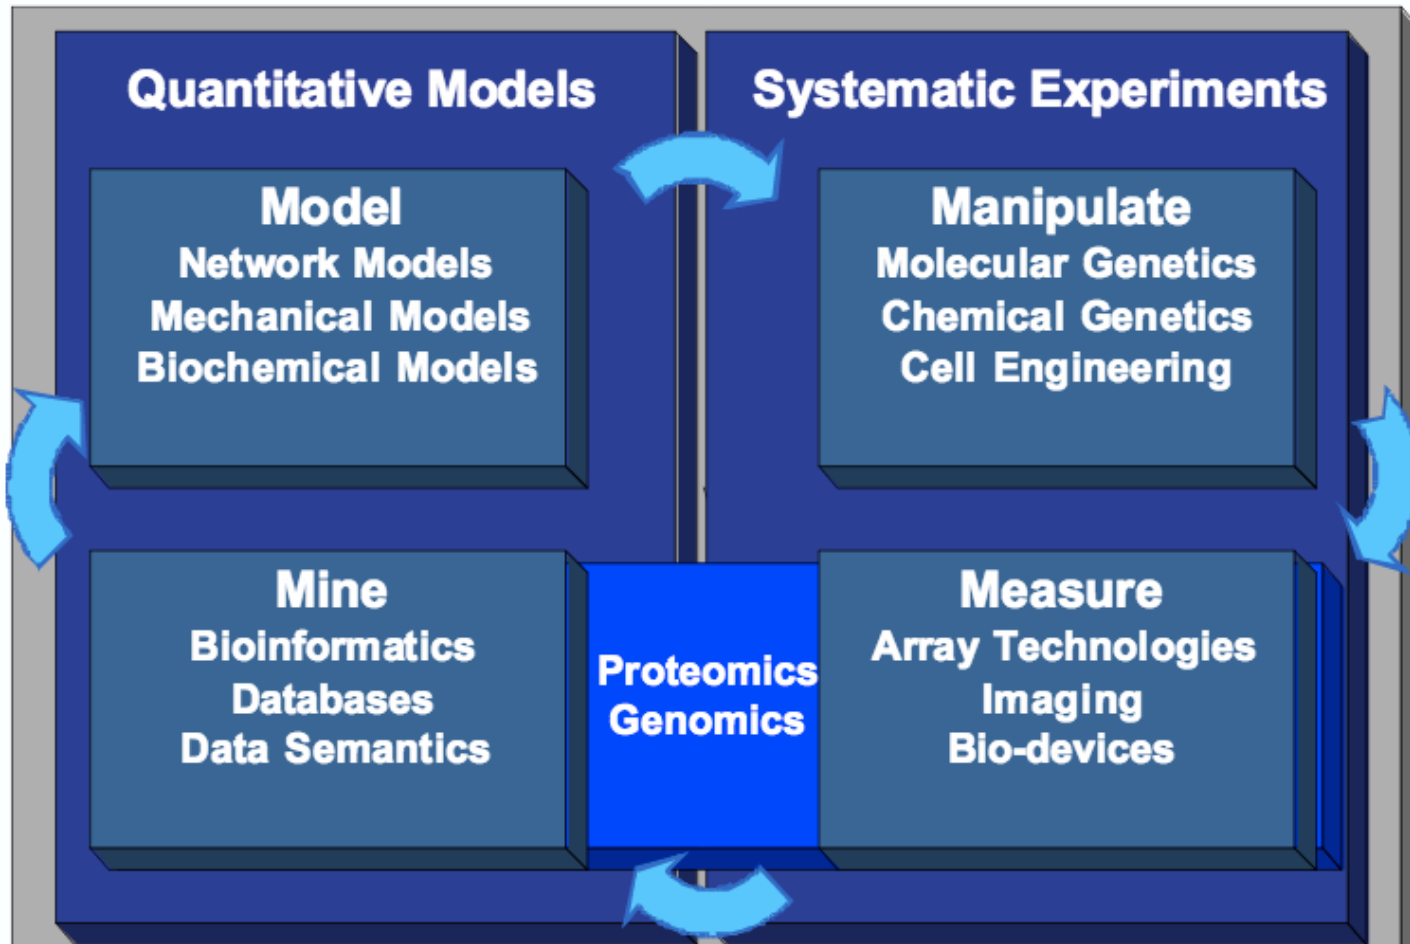 Quantitative Models
Systematic Experiments
Model
Network Models
Mechanical Models
Biochemical Models
Manipulate
Molecular Genetics
Chemical Genetics
Cell Engineering
Mine
Bioinformatics
Databases
Data Semantics
Proteomics
Genomics
Measure
Array Technologies
Imaging
Bio-devices